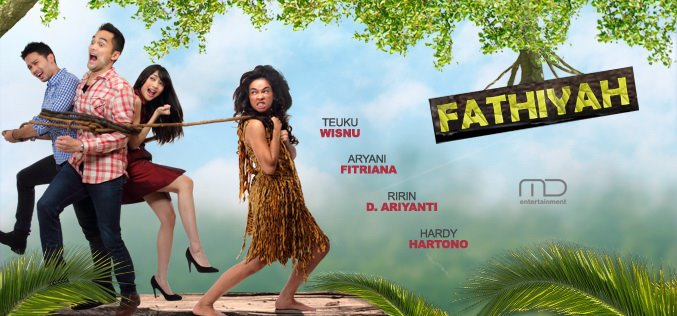 FATHIYAH
TEUKU
WISNU
ARYANI
FITRIANA
RIRIN
D. ARIYANTI
HARDY
HARTONO
MD
entertainment